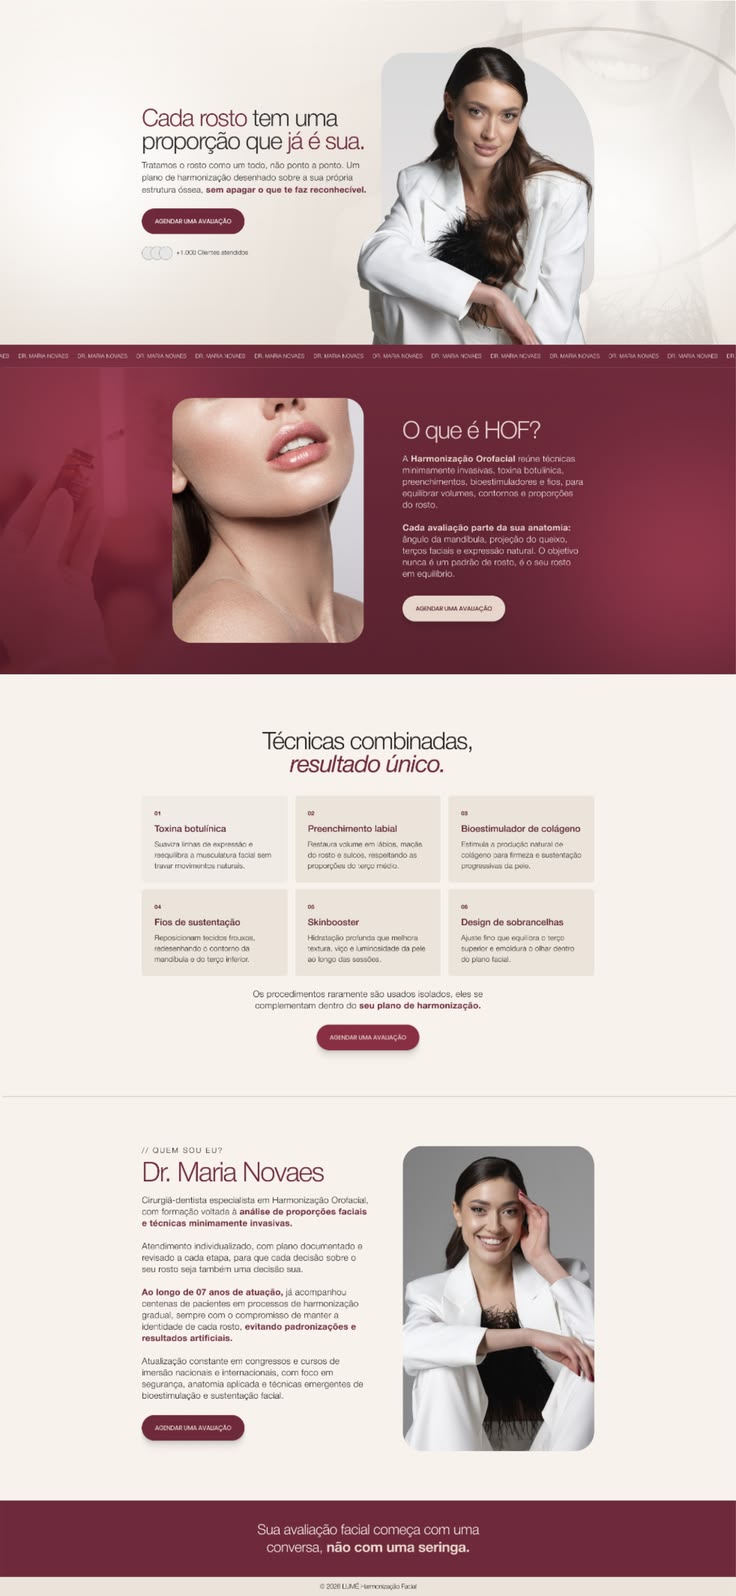 Cada rosto tem uma
proporção que já é sua.
Tratamos o rosto como um todo, não ponto a ponto. Um
plano de harmonização desenhado sobre a sua própria
estrutura óssea, sem apagar o que te faz reconhecível.
AGENDAR UMA AVALIAÇÃO
+1.000 Clientes atendidos
AES DR. MARIA NOVAES DR. MARIA NOVAES DR. MARIA NOVAES DR. MARIA NOVAES DR. MARIA NOVAES DR. MARIA NOVAES DR. MARIA NOVAES DR. MARIA NOVAES DR. MARIA NOVAES DR. MARIA NOVAES DR. MARIA NOVAES DR. MARIA NOVAES DR.
O que é HOF?
A Harmonização Orofacial reúne técnicas
minimamente invasivas, toxina botulínica,
preenchimentos, bioestimuladores e fios, para
equilibrar volumes, contornos e proporções
do rosto.
Cada avaliação parte da sua anatomia:
ângulo da mandíbula, projeção do queixo,
terços faciais e expressão natural. O objetivo
nunca é um padrão de rosto, é o seu rosto
em equilíbrio.
AGENDAR UMA AVALIAÇÃO
Técnicas combinadas,
resultado único.
01
Toxina botulínica
Suaviza linhas de expressão e
reequilibra a musculatura facial sem
travar movimentos naturais.
02
Preenchimento labial
Restaura volume em lábios, maçãs
do rosto e sulcos, respeitando as
proporções do terço médio.
03
Bioestimulador de colágeno
Estimula a produção natural de
colágeno para firmeza e sustentação
progressivas da pele.
04
Fios de sustentação
Reposicionam tecidos frouxos,
redesenhando o contorno da
mandíbula e do terço inferior.
05
Skinbooster
Hidratação profunda que melhora
textura, viço e luminosidade da pele
ao longo das sessões.
06
Design de sobrancelhas
Ajuste fino que equilibra o terço
superior e emoldura o olhar dentro
do plano facial.
Os procedimentos raramente são usados isolados, eles se
complementam dentro do seu plano de harmonização.
AGENDAR UMA AVALIAÇÃO
// QUEM SOU EU?
Dr. Maria Novaes
Cirurgiã-dentista especialista em Harmonização Orofacial,
com formação voltada à análise de proporções faciais
e técnicas minimamente invasivas.
Atendimento individualizado, com plano documentado e
revisado a cada etapa, para que cada decisão sobre o
seu rosto seja também uma decisão sua.
Ao longo de 07 anos de atuação, já acompanhou
centenas de pacientes em processos de harmonização
gradual, sempre com o compromisso de manter a
identidade de cada rosto, evitando padronizações e
resultados artificiais.
Atualização constante em congressos e cursos de
imersão nacionais e internacionais, com foco em
segurança, anatomia aplicada e técnicas emergentes de
bioestimulação e sustentação facial.
AGENDAR UMA AVALIAÇÃO
Sua avaliação facial começa com uma
conversa, não com uma seringa.
© 2026 LUMÉ Harmonização Facial